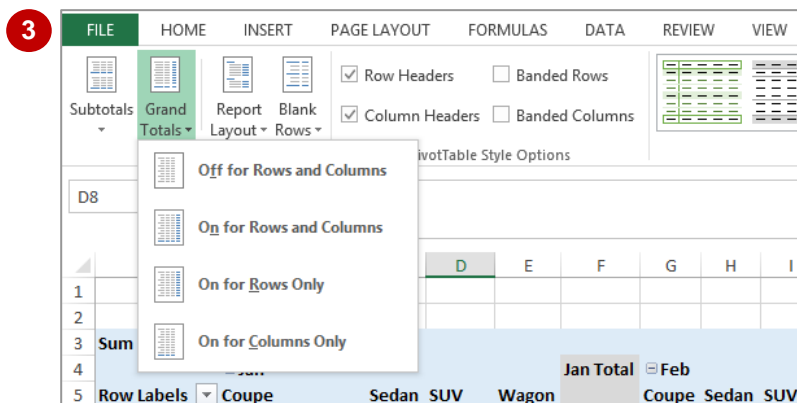 3
FILE HOME INSERT PAGE LAYOUT FORMULAS DATA REVIEW VIEW
Subtotals Grand Totals Report Layout Blank Rows
Row Headers Banded Rows
Column Headers Banded Columns
PivotTable Style Options
Off for Rows and Columns
On for Rows and Columns
On for Rows Only
On for Columns Only
D8
D E F G H I
1
2
3 Sum
4 Jan Total Feb
5 Row Labels Coupe Sedan SUV Wagon Coupe Sedan SUV